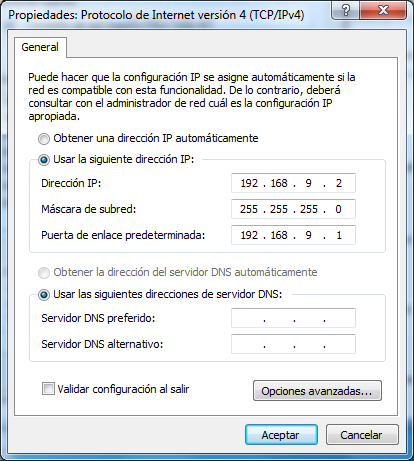 Propiedades: Protocolo de Internet versión 4 (TCP/IPv4)
General
Puede hacer que la configuración IP se asigne automáticamente si la
red es compatible con esta funcionalidad. De lo contrario, deberá
consultar con el administrador de red cuál es la configuración IP
apropiada.
Obtener una dirección IP automáticamente
Usar la siguiente dirección IP:
Dirección IP: 192 . 168 . 9 . 2
Máscara de subred: 255 . 255 . 255 . 0
Puerta de enlace predeterminada: 192 . 168 . 9 . 1
Obtener la dirección del servidor DNS automáticamente
Usar las siguientes direcciones de servidor DNS:
Servidor DNS preferido: . . .
Servidor DNS alternativo: . . .
Validar configuración al salir
Opciones avanzadas...
Aceptar
Cancelar